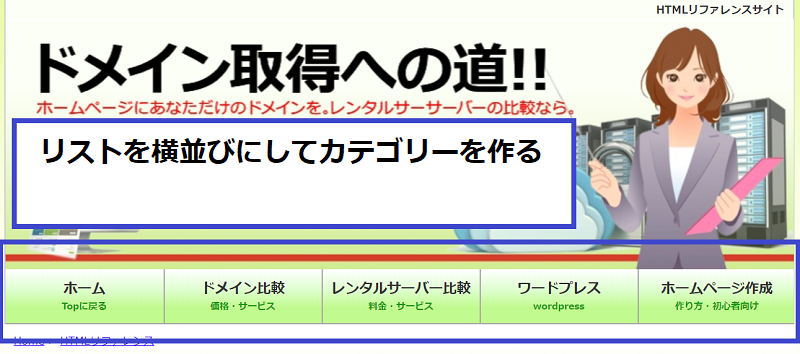 HTMLリファレンスサイト
ドメイン取得への道!!
ホームページにあなただけのドメインを。レンタルサーサーバーの比較なら。
リストを横並びにしてカテゴリーを作る
ホーム
Topに戻る
ドメイン比較
価格・サービス
レンタルサーバー比較
料金・サービス
ワードプレス
wordpress
ホームページ作成
作り方・初心者向け
Home HTMLリファレンス